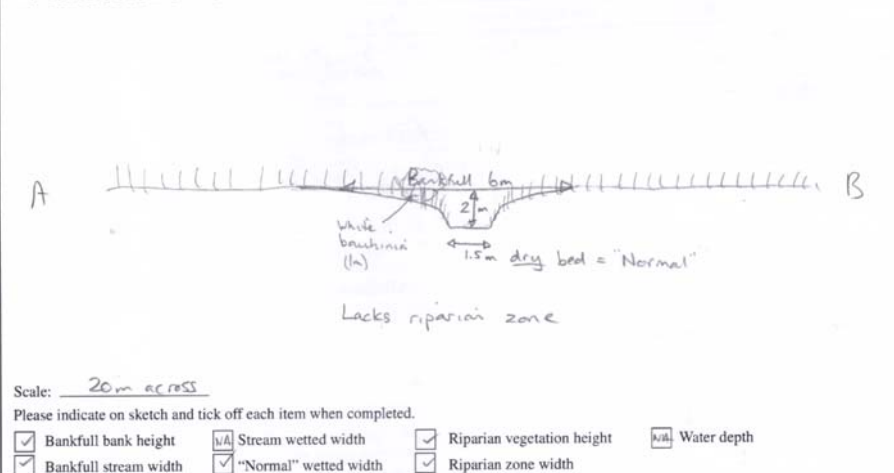 Bankfull 6m
A
B
2 m
White
bauhinia
(1m)
1.5m dry bed = "Normal"
Lacks riparian zone
Scale: 20m across
Please indicate on sketch and tick off each item when completed.
Bankfull bank height N/A Stream wetted width Riparian vegetation height N/A Water depth
Bankfull stream width "Normal" wetted width Riparian zone width